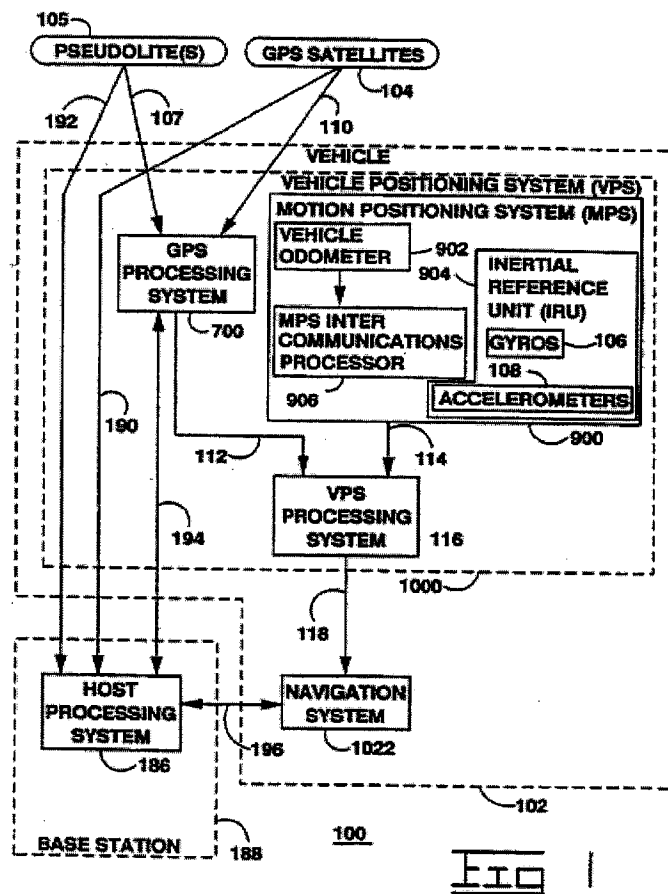 105
PSEUDOLITE(S)
GPS SATELLITES
104
192
107
110
VEHICLE
VEHICLE POSITIONING SYSTEM (VPS)
MOTION POSITIONING SYSTEM (MPS)
VEHICLE
ODOMETER
902
904
INERTIAL
REFERENCE
UNIT (IRU)
GYROS
106
108
ACCELEROMETERS
900
GPS
PROCESSING
SYSTEM
700
MPS INTER
COMMUNICATIONS
PROCESSOR
906
190
112
114
VPS
PROCESSING
SYSTEM
116
194
1000
118
HOST
PROCESSING
SYSTEM
186
196
NAVIGATION
SYSTEM
1022
102
BASE STATION
188
100
FIG 1